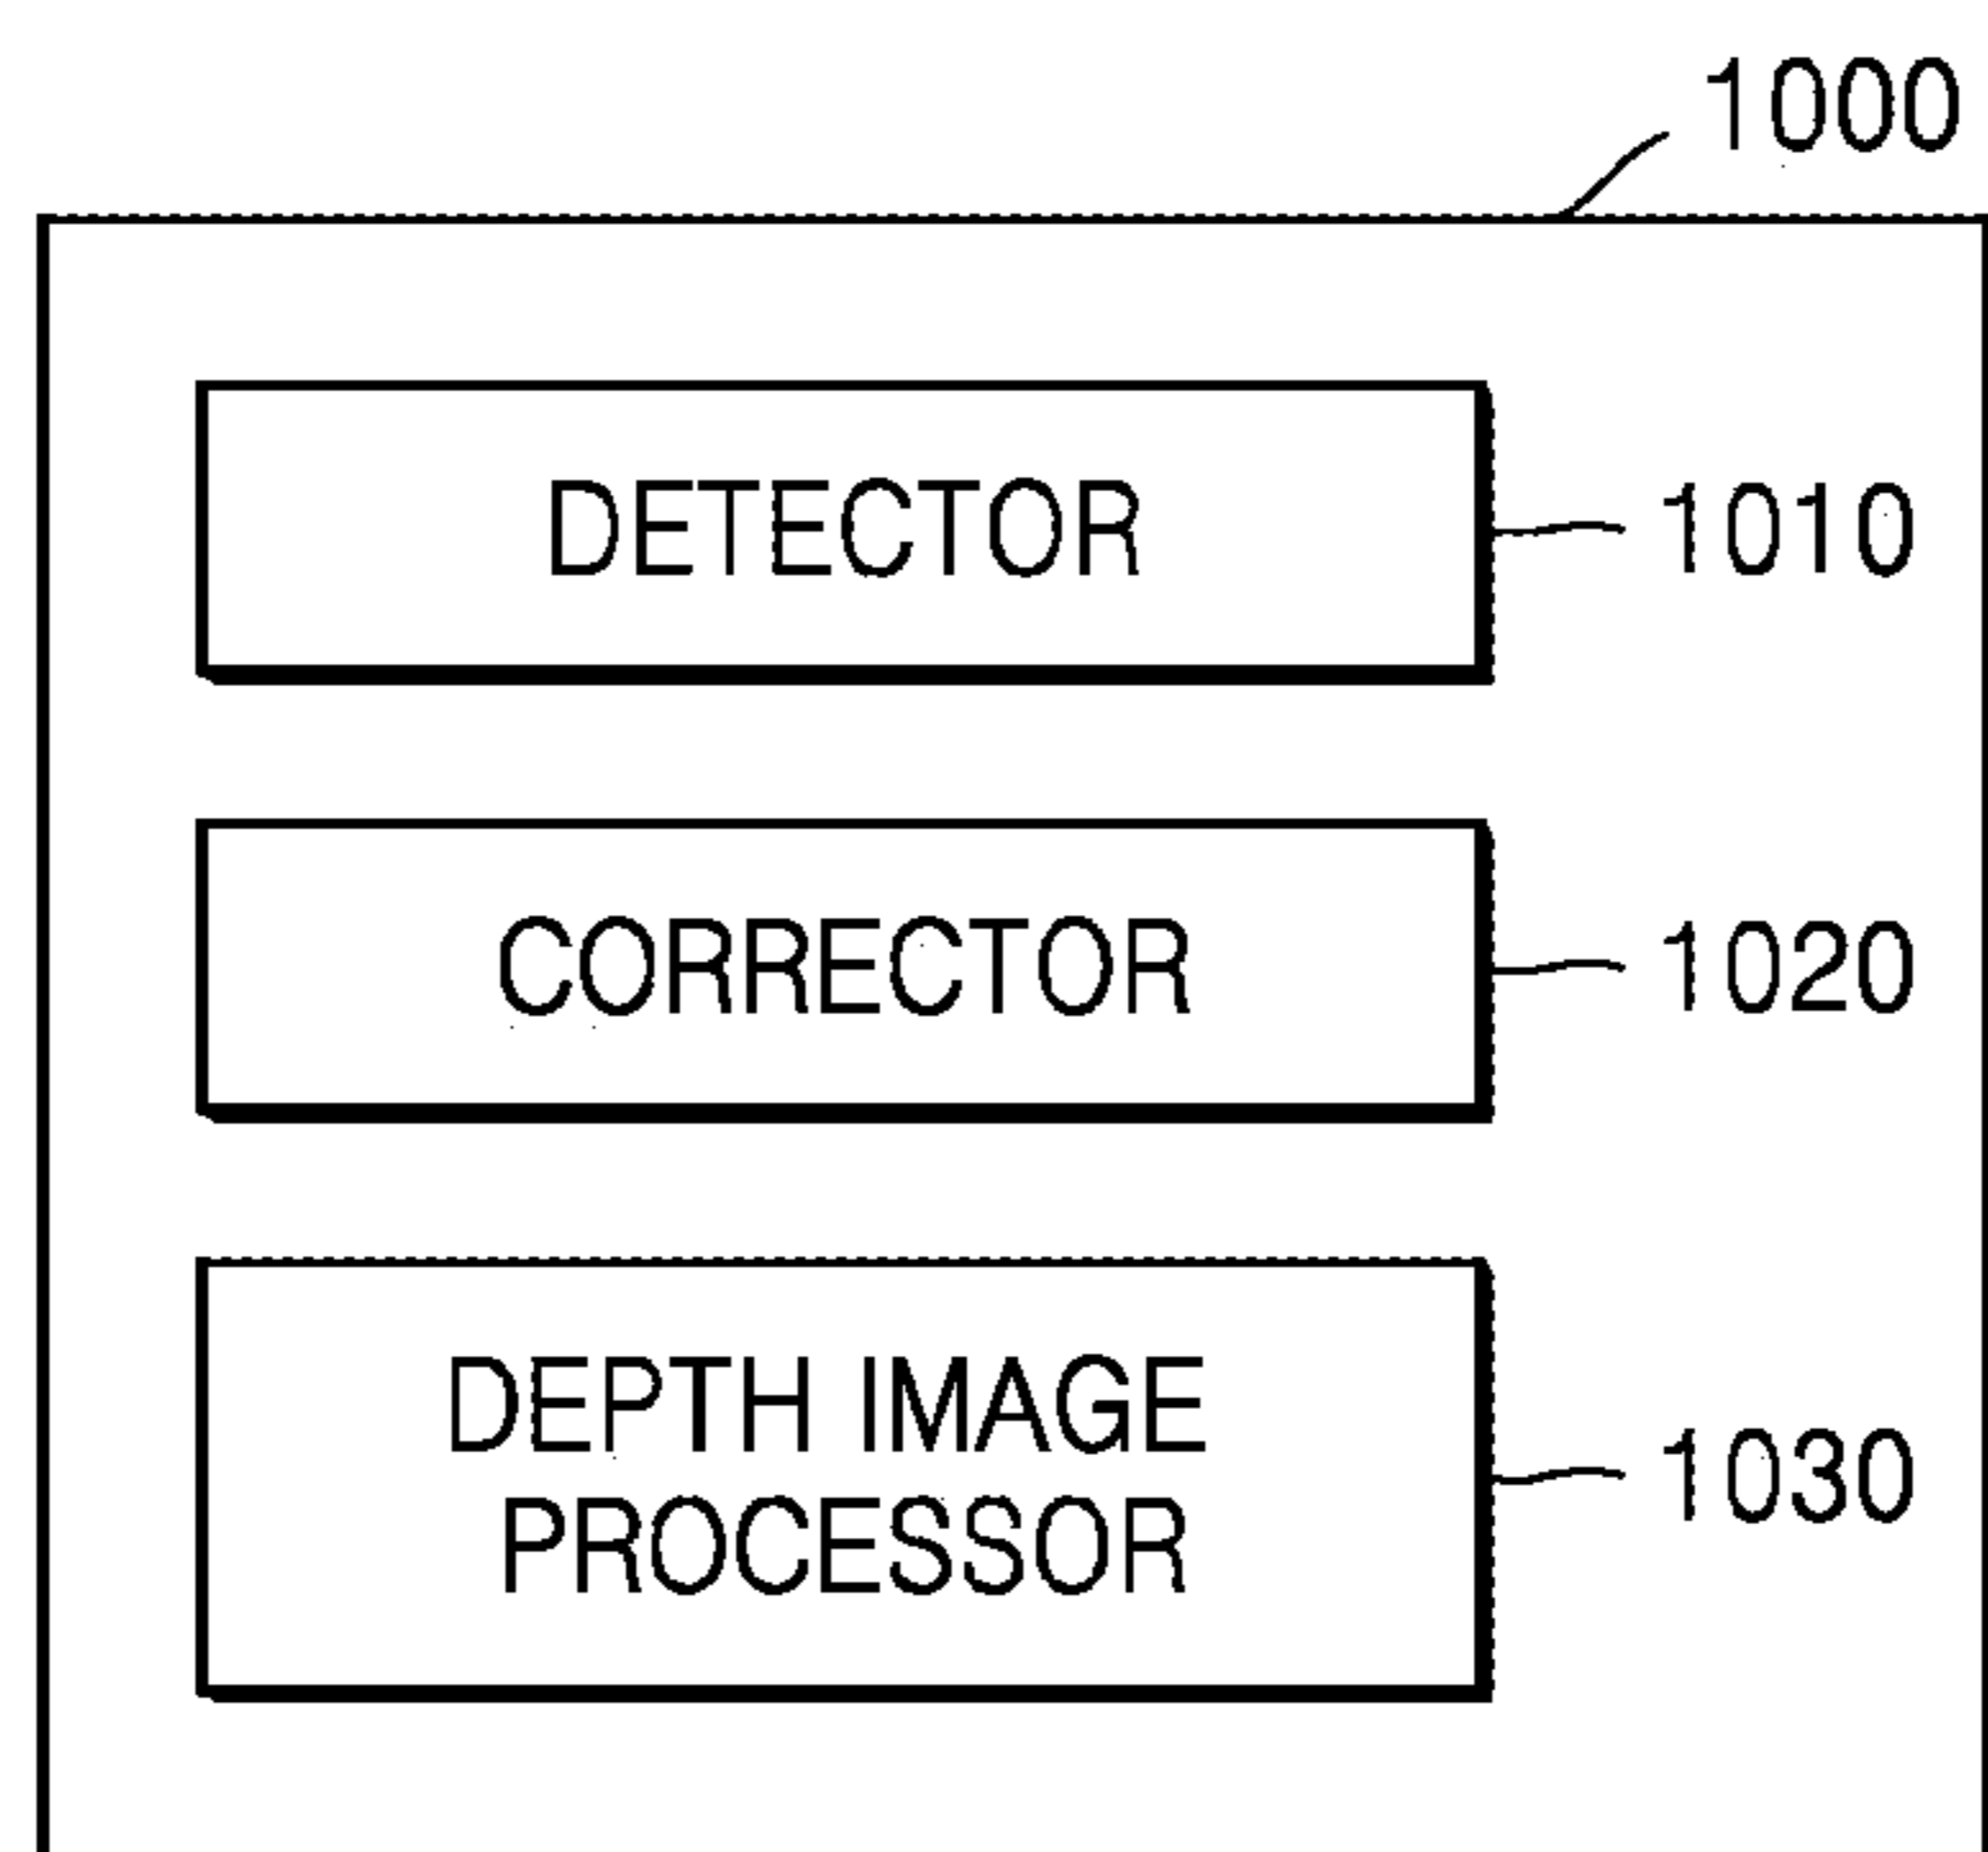 1000
DETECTOR
1010
CORRECTOR
1020
DEPTH IMAGE
PROCESSOR
1030